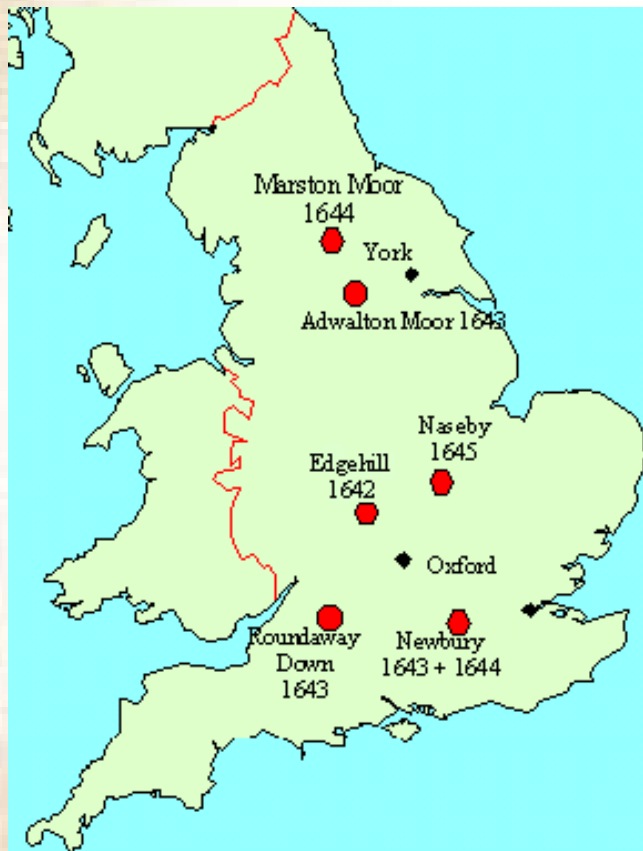 Marston Moor
1644
York
Adwalton Moor 1643
Naseby
1645
Edgehill
1642
Oxford
Roundaway
Down
1643
Newbury
1643 + 1644